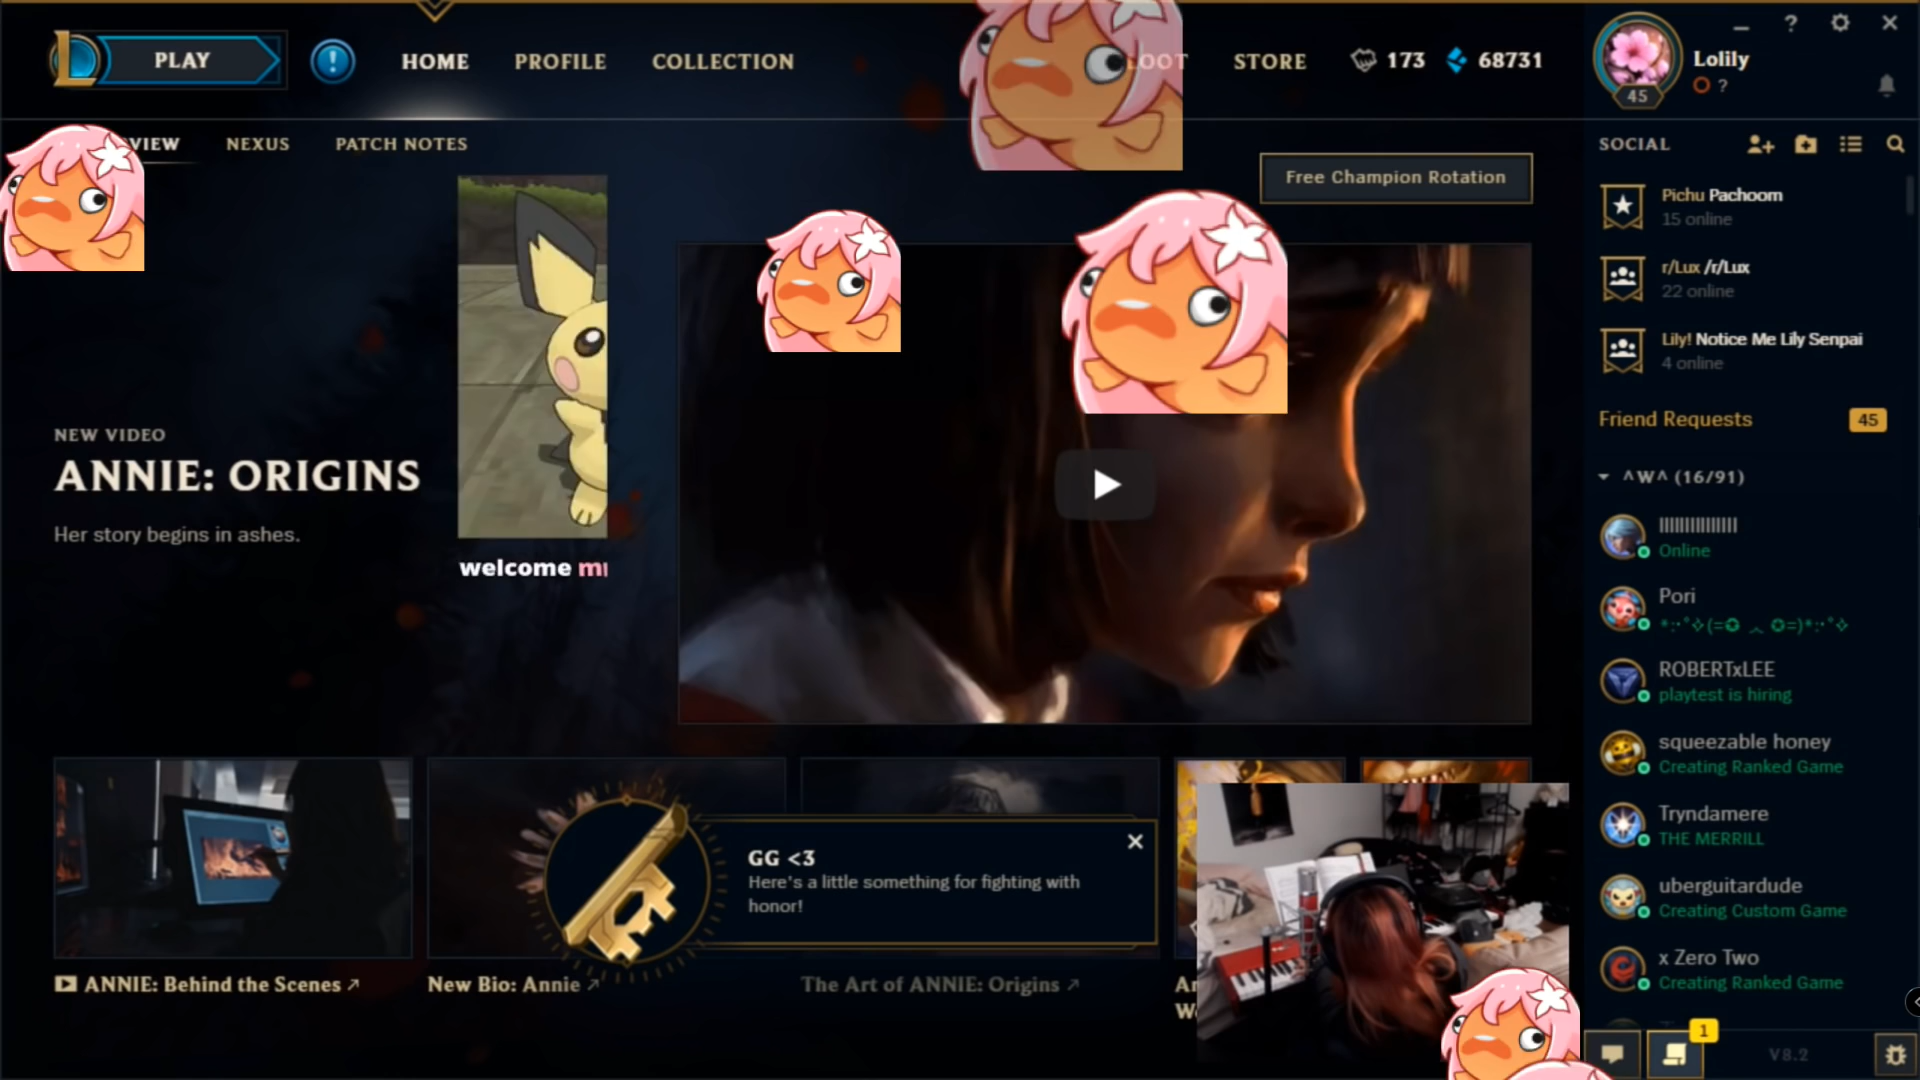 PLAY
HOME
PROFILE
COLLECTION
LOOT
STORE
173
68731
Lolily
45
?
VIEW
NEXUS
PATCH NOTES
Free Champion Rotation
SOCIAL
Pichu Pachoom
15 online
r/Lux /r/Lux
22 online
Lily! Notice Me Lily Senpai
4 online
Friend Requests
45
^W^ (16/91)
llllllllllllll
Online
Pori
ROBERTxLEE
playtest is hiring
squeezable honey
Creating Ranked Game
Tryndamere
THE MERRILL
uberguitardude
Creating Custom Game
x Zero Two
Creating Ranked Game
NEW VIDEO
ANNIE: ORIGINS
Her story begins in ashes.
welcome
GG <3
Here's a little something for fighting with
honor!
ANNIE: Behind the Scenes
New Bio: Annie
The Art of ANNIE: Origins
1
V8.2